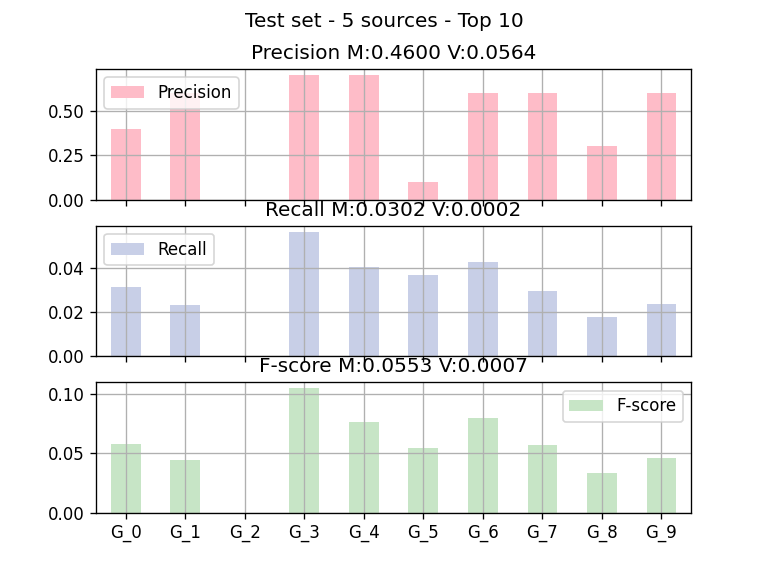 Test set - 5 sources - Top 10
Precision M:0.4600 V:0.0564
Precision
0.50
0.25
0.00
Recall M:0.0302 V:0.0002
Recall
0.04
0.02
0.00
F-score M:0.0553 V:0.0007
F-score
0.10
0.05
0.00
G_0 G_1 G_2 G_3 G_4 G_5 G_6 G_7 G_8 G_9